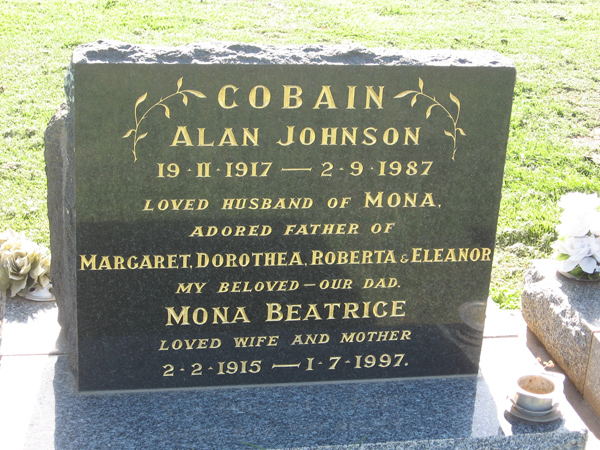 COBAIN
ALAN JOHNSON
19·11·1917 — 2·9·1987
LOVED HUSBAND OF MONA,
ADORED FATHER OF
MARGARET, DOROTHEA, ROBERTA & ELEANOR
MY BELOVED – OUR DAD.
MONA BEATRICE
LOVED WIFE AND MOTHER
2·2·1915 — 1·7·1997.